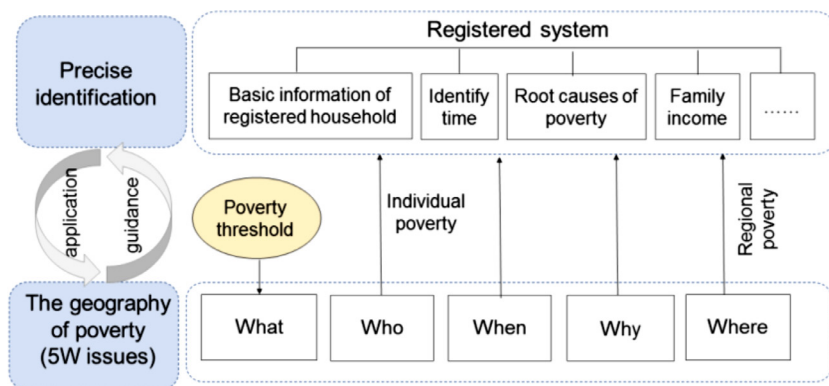 Precise
identification
Registered system
Basic information of
registered household
Identify
time
Root causes of
poverty
Family
income
......
application
guidance
Poverty
threshold
Individual
poverty
Regional
poverty
The geography
of poverty
(5W issues)
What
Who
When
Why
Where